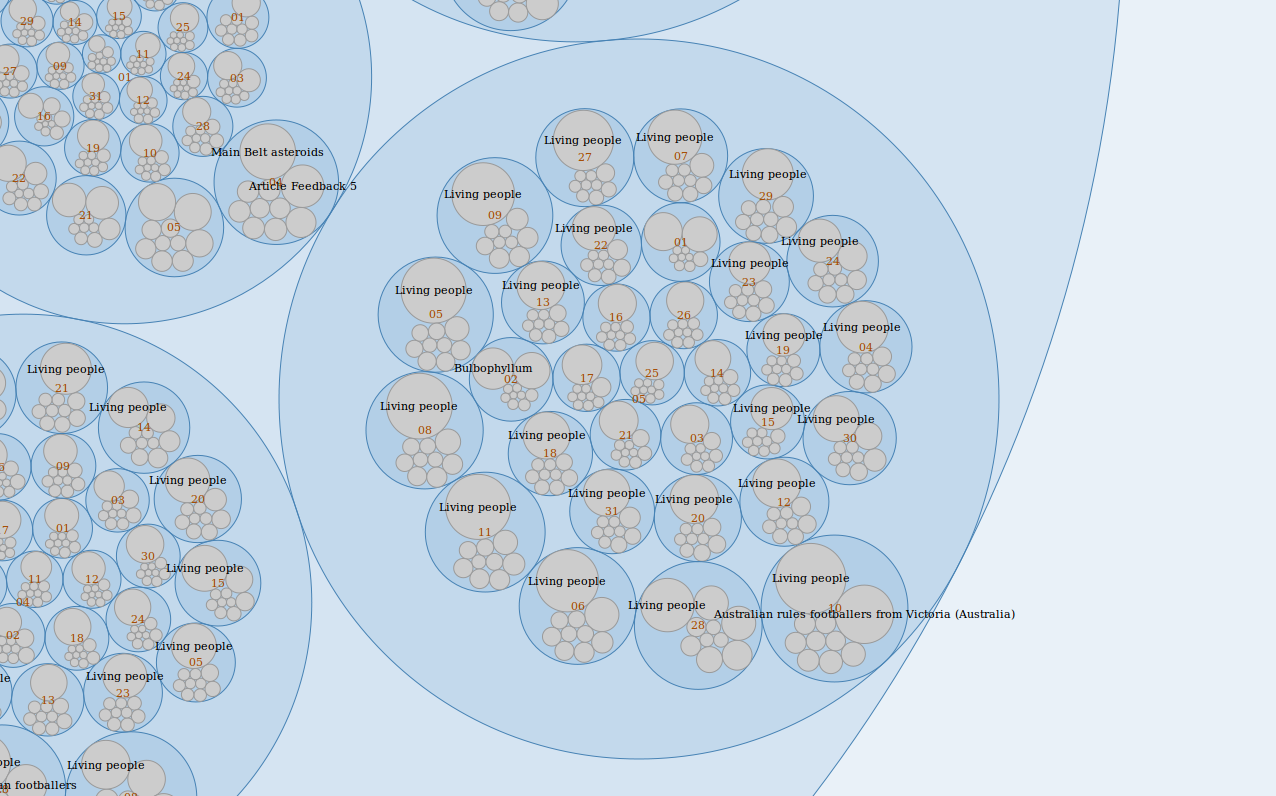 29
14
15
25
01
27
09
11
24
03
01
31
12
16
28
19
10
Main Belt asteroids
22
04
Article Feedback 5
21
05
Living people
27
Living people
07
Living people
29
Living people
09
Living people
22
01
Living people
24
Living people
23
Living people
05
Living people
13
16
26
Living people
04
Living people
19
Bulbophyllum
02
17
25
14
05
Living people
08
Living people
15
Living people
30
Living people
18
21
03
Living people
12
Living people
31
Living people
20
Living people
11
Living people
06
Living people
28
Living people
10
Australian rules footballers from Victoria (Australia)
Living people
21
Living people
14
09
Living people
20
03
01
7
30
Living people
15
11
12
04
02
18
24
Living people
05
Living people
23
13
ple
Living people
an footballers